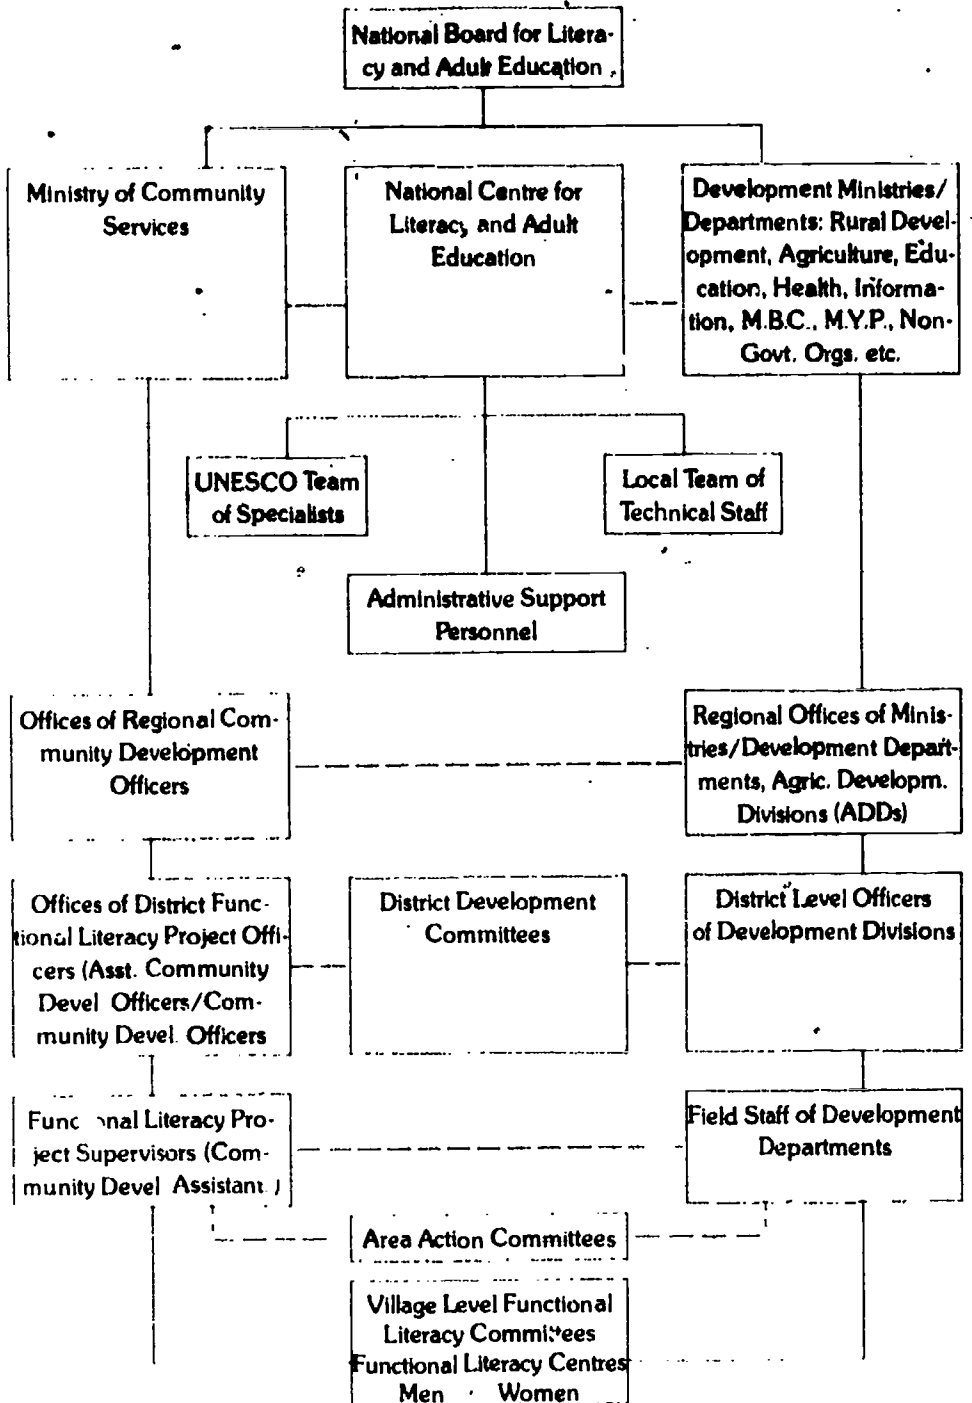 National Board for Litera-
cy and Adult Education
Ministry of Community
Services
National Centre for
Literacy and Adult
Education
Development Ministries/
Departments: Rural Devel-
opment, Agriculture, Edu-
cation, Health, Informa-
tion, M.B.C., M.Y.P., Non-
Govt. Orgs. etc.
UNESCO Team
of Specialists
Local Team of
Technical Staff
Administrative Support
Personnel
Offices of Regional Com-
munity Development
Officers
Regional Offices of Minis-
tries/Development Depart-
ments, Agric. Developm.
Divisions (ADDs)
Offices of District Func-
tional Literacy Project Offi-
cers (Asst. Community
Devel Officers/Com-
munity Devel. Officers
District Development
Committees
District Level Officers
of Development Divisions
Functional Literacy Pro-
ject Supervisors (Com-
munity Devel Assistant )
Field Staff of Development
Departments
Area Action Committees
Village Level Functional
Literacy Committees
Functional Literacy Centres
Men Women